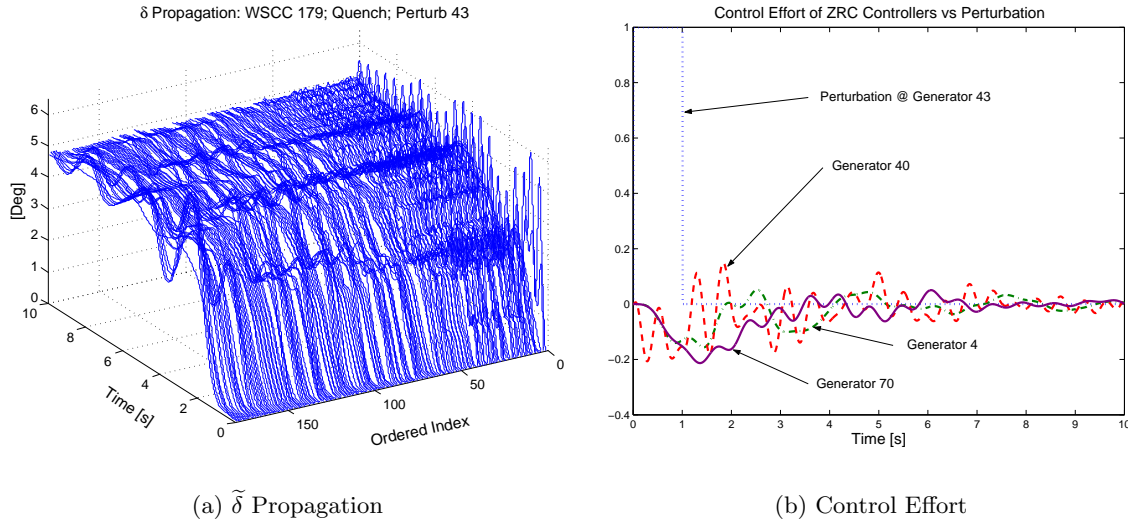 δ Propagation: WSCC 179; Quench; Perturb 43
6
5
4
3
2
1
0
[Deg]
10
8
6
4
2
0
Time [s]
150
100
50
0
Ordered Index
(a) δ̃ Propagation
Control Effort of ZRC Controllers vs Perturbation
1
0.8
0.6
0.4
0.2
0
−0.2
−0.4
Perturbation @ Generator 43
Generator 40
Generator 4
Generator 70
0 1 2 3 4 5 6 7 8 9 10
Time [s]
(b) Control Effort